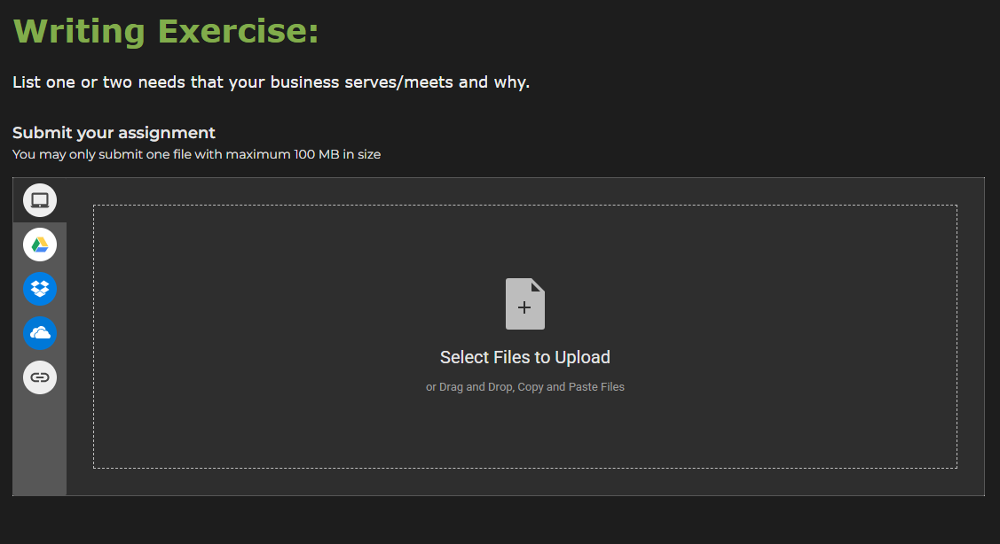 Writing Exercise:
List one or two needs that your business serves/meets and why.
Submit your assignment
You may only submit one file with maximum 100 MB in size
Select Files to Upload
or Drag and Drop, Copy and Paste Files